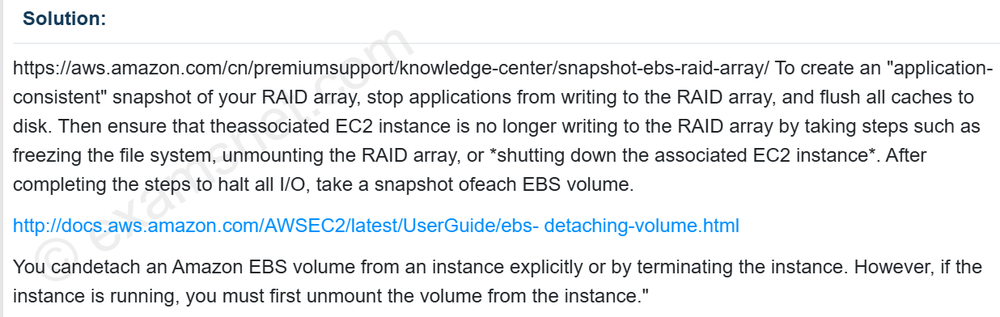 Solution:
https://aws.amazon.com/cn/premiumsupport/knowledge-center/snapshot-ebs-raid-array/ To create an "application-
consistent" snapshot of your RAID array, stop applications from writing to the RAID array, and flush all caches to
disk. Then ensure that theassociated EC2 instance is no longer writing to the RAID array by taking steps such as
freezing the file system, unmounting the RAID array, or *shutting down the associated EC2 instance*. After
completing the steps to halt all I/O, take a snapshot ofeach EBS volume.
http://docs.aws.amazon.com/AWSEC2/latest/UserGuide/ebs- detaching-volume.html
You candetach an Amazon EBS volume from an instance explicitly or by terminating the instance. However, if the
instance is running, you must first unmount the volume from the instance."
© examsnet.com